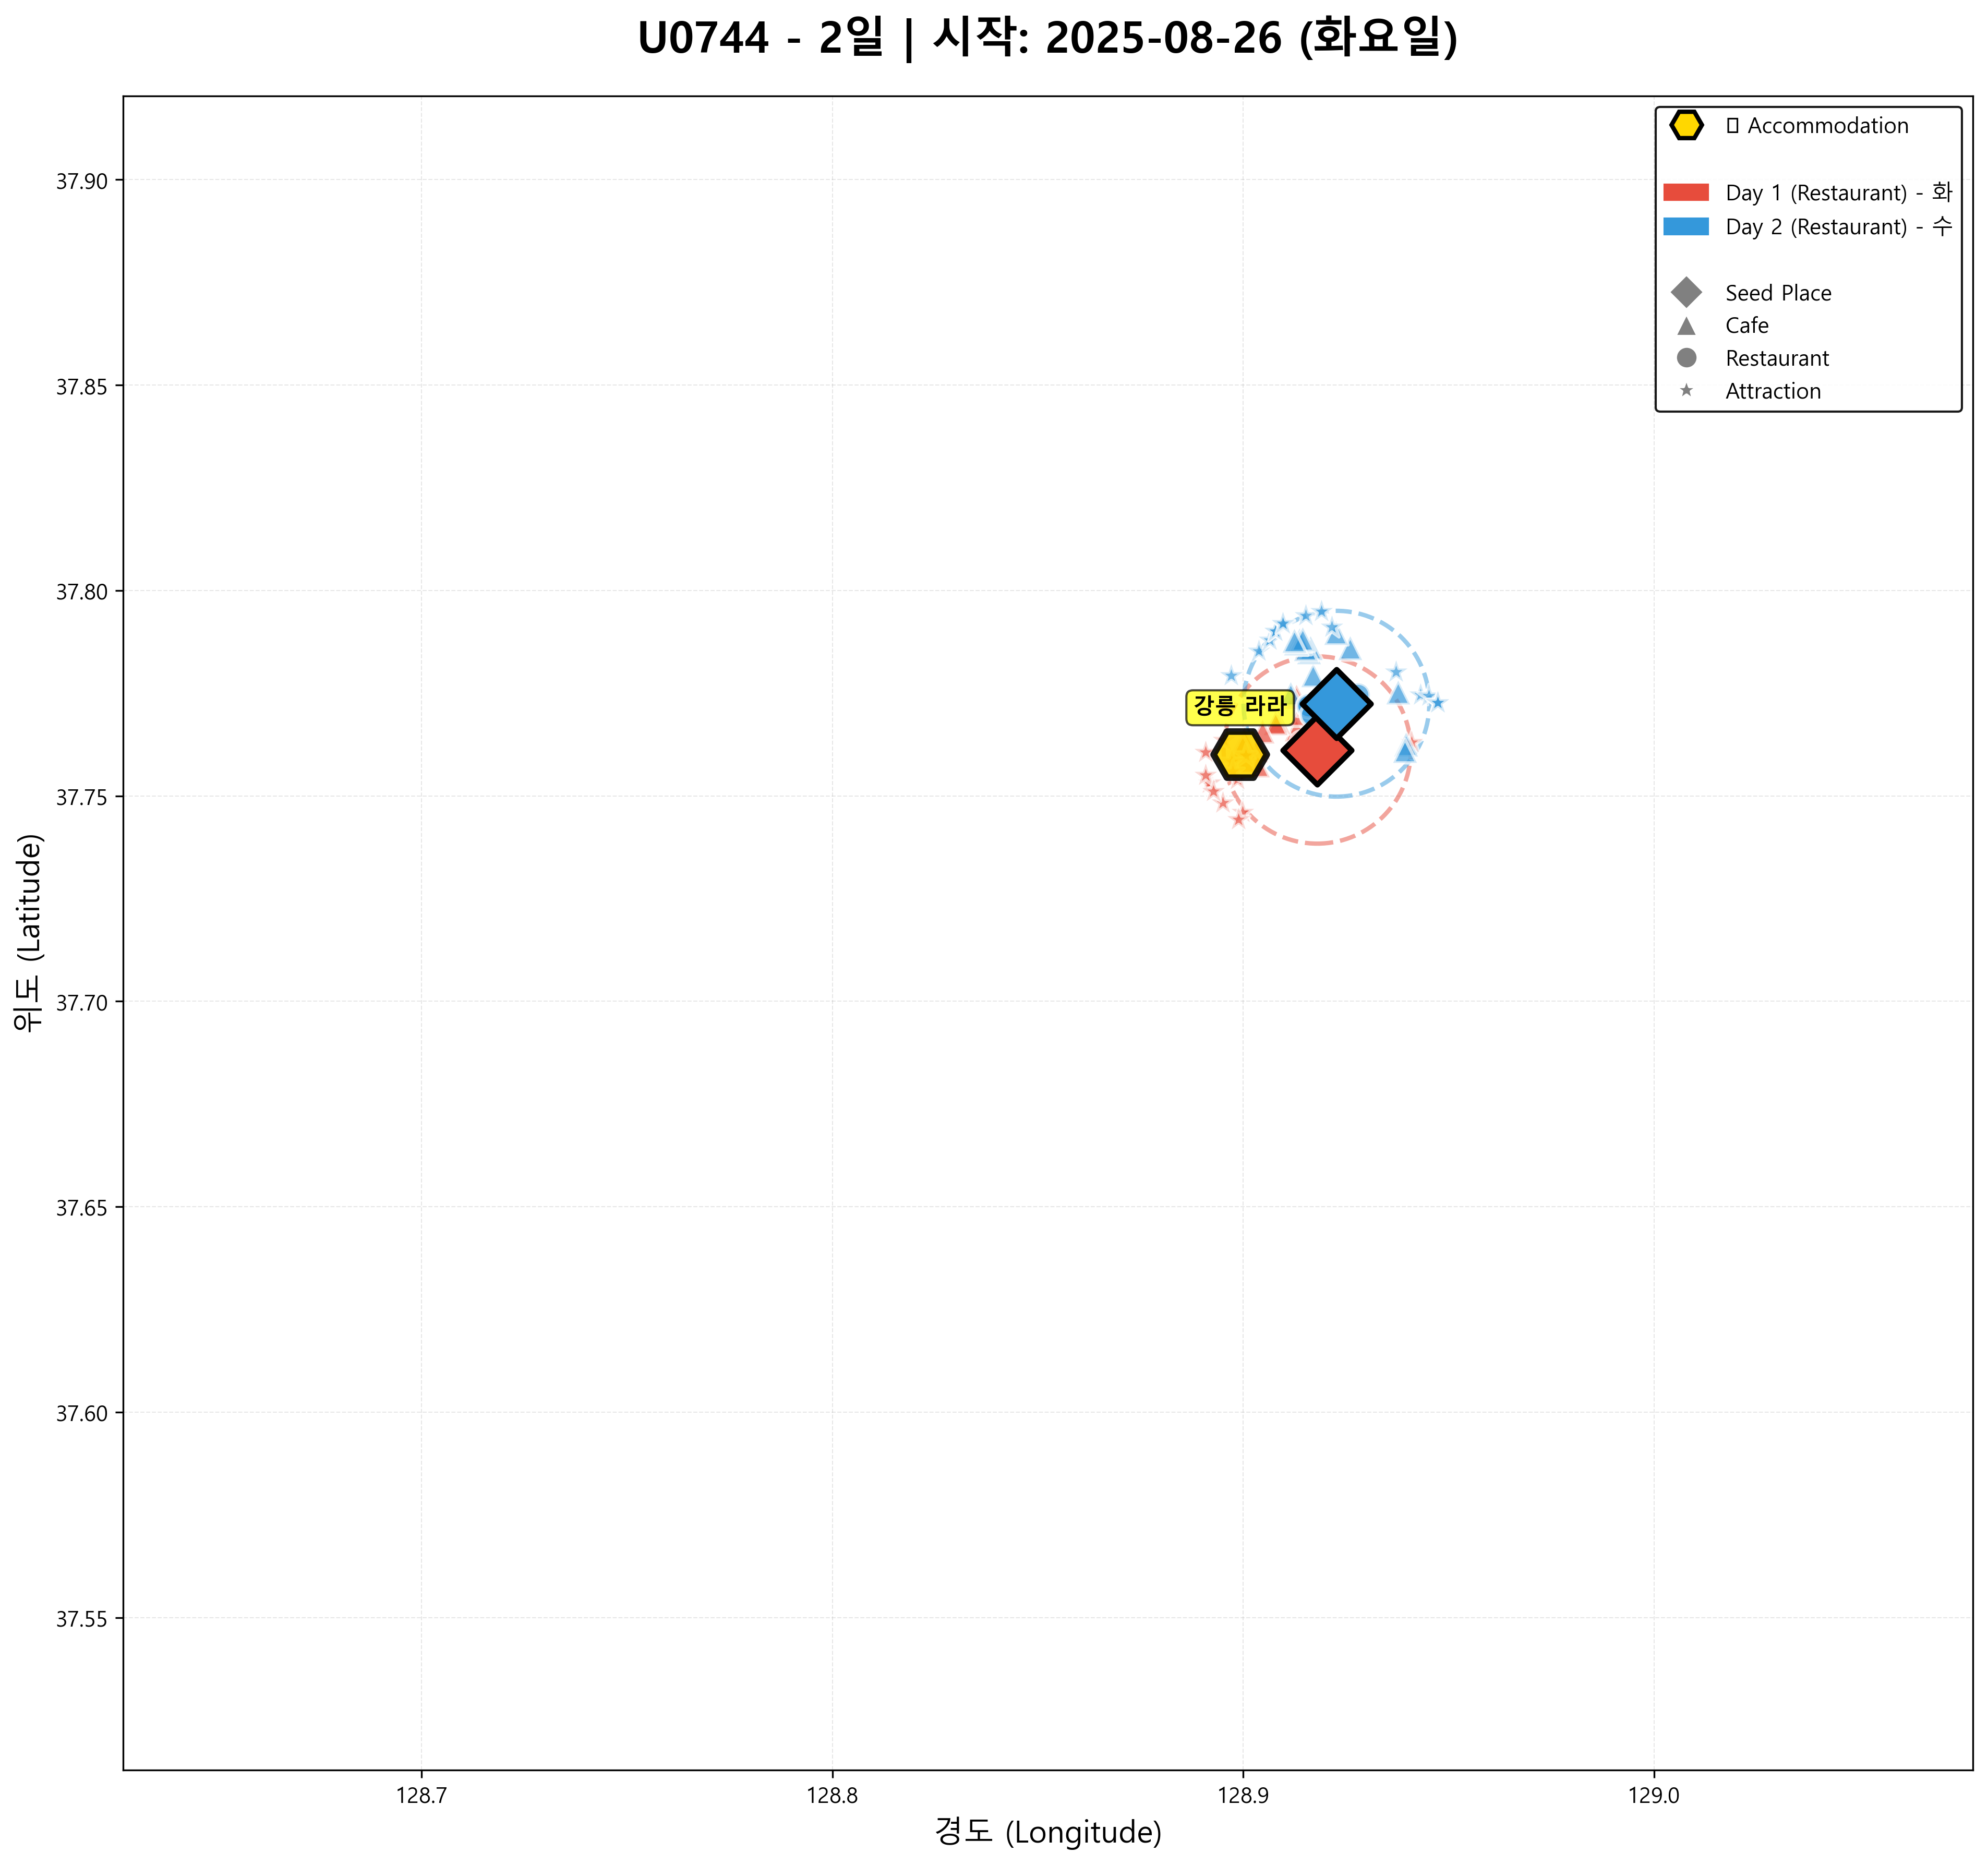 U0744 - 2일 | 시작: 2025-08-26 (화요일)
Accommodation
Day 1 (Restaurant) - 화
Day 2 (Restaurant) - 수
Seed Place
Cafe
Restaurant
Attraction
37.90
37.85
37.80
37.75
37.70
37.65
37.60
37.55
위도 (Latitude)
강릉 라라
128.7
128.8
128.9
129.0
경도 (Longitude)